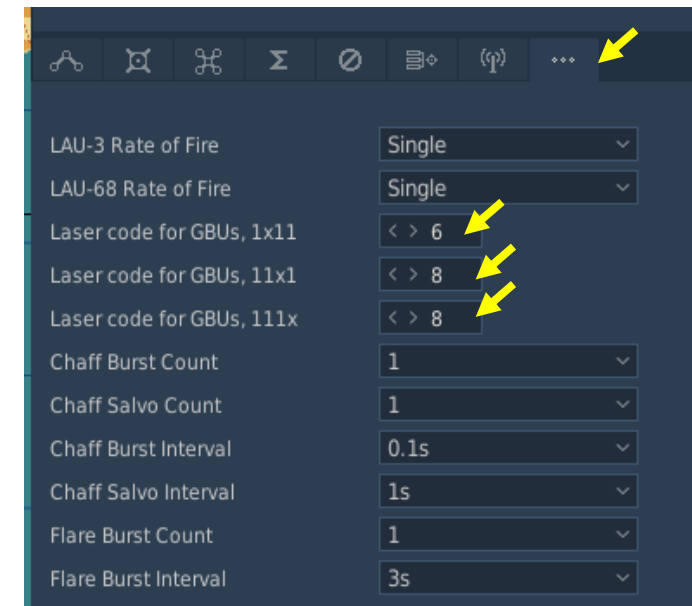 LAU-3 Rate of Fire Single
LAU-68 Rate of Fire Single
Laser code for GBUs, 1x11 < > 6
Laser code for GBUs, 11x1 < > 8
Laser code for GBUs, 111x < > 8
Chaff Burst Count 1
Chaff Salvo Count 1
Chaff Burst Interval 0.1s
Chaff Salvo Interval 1s
Flare Burst Count 1
Flare Burst Interval 3s